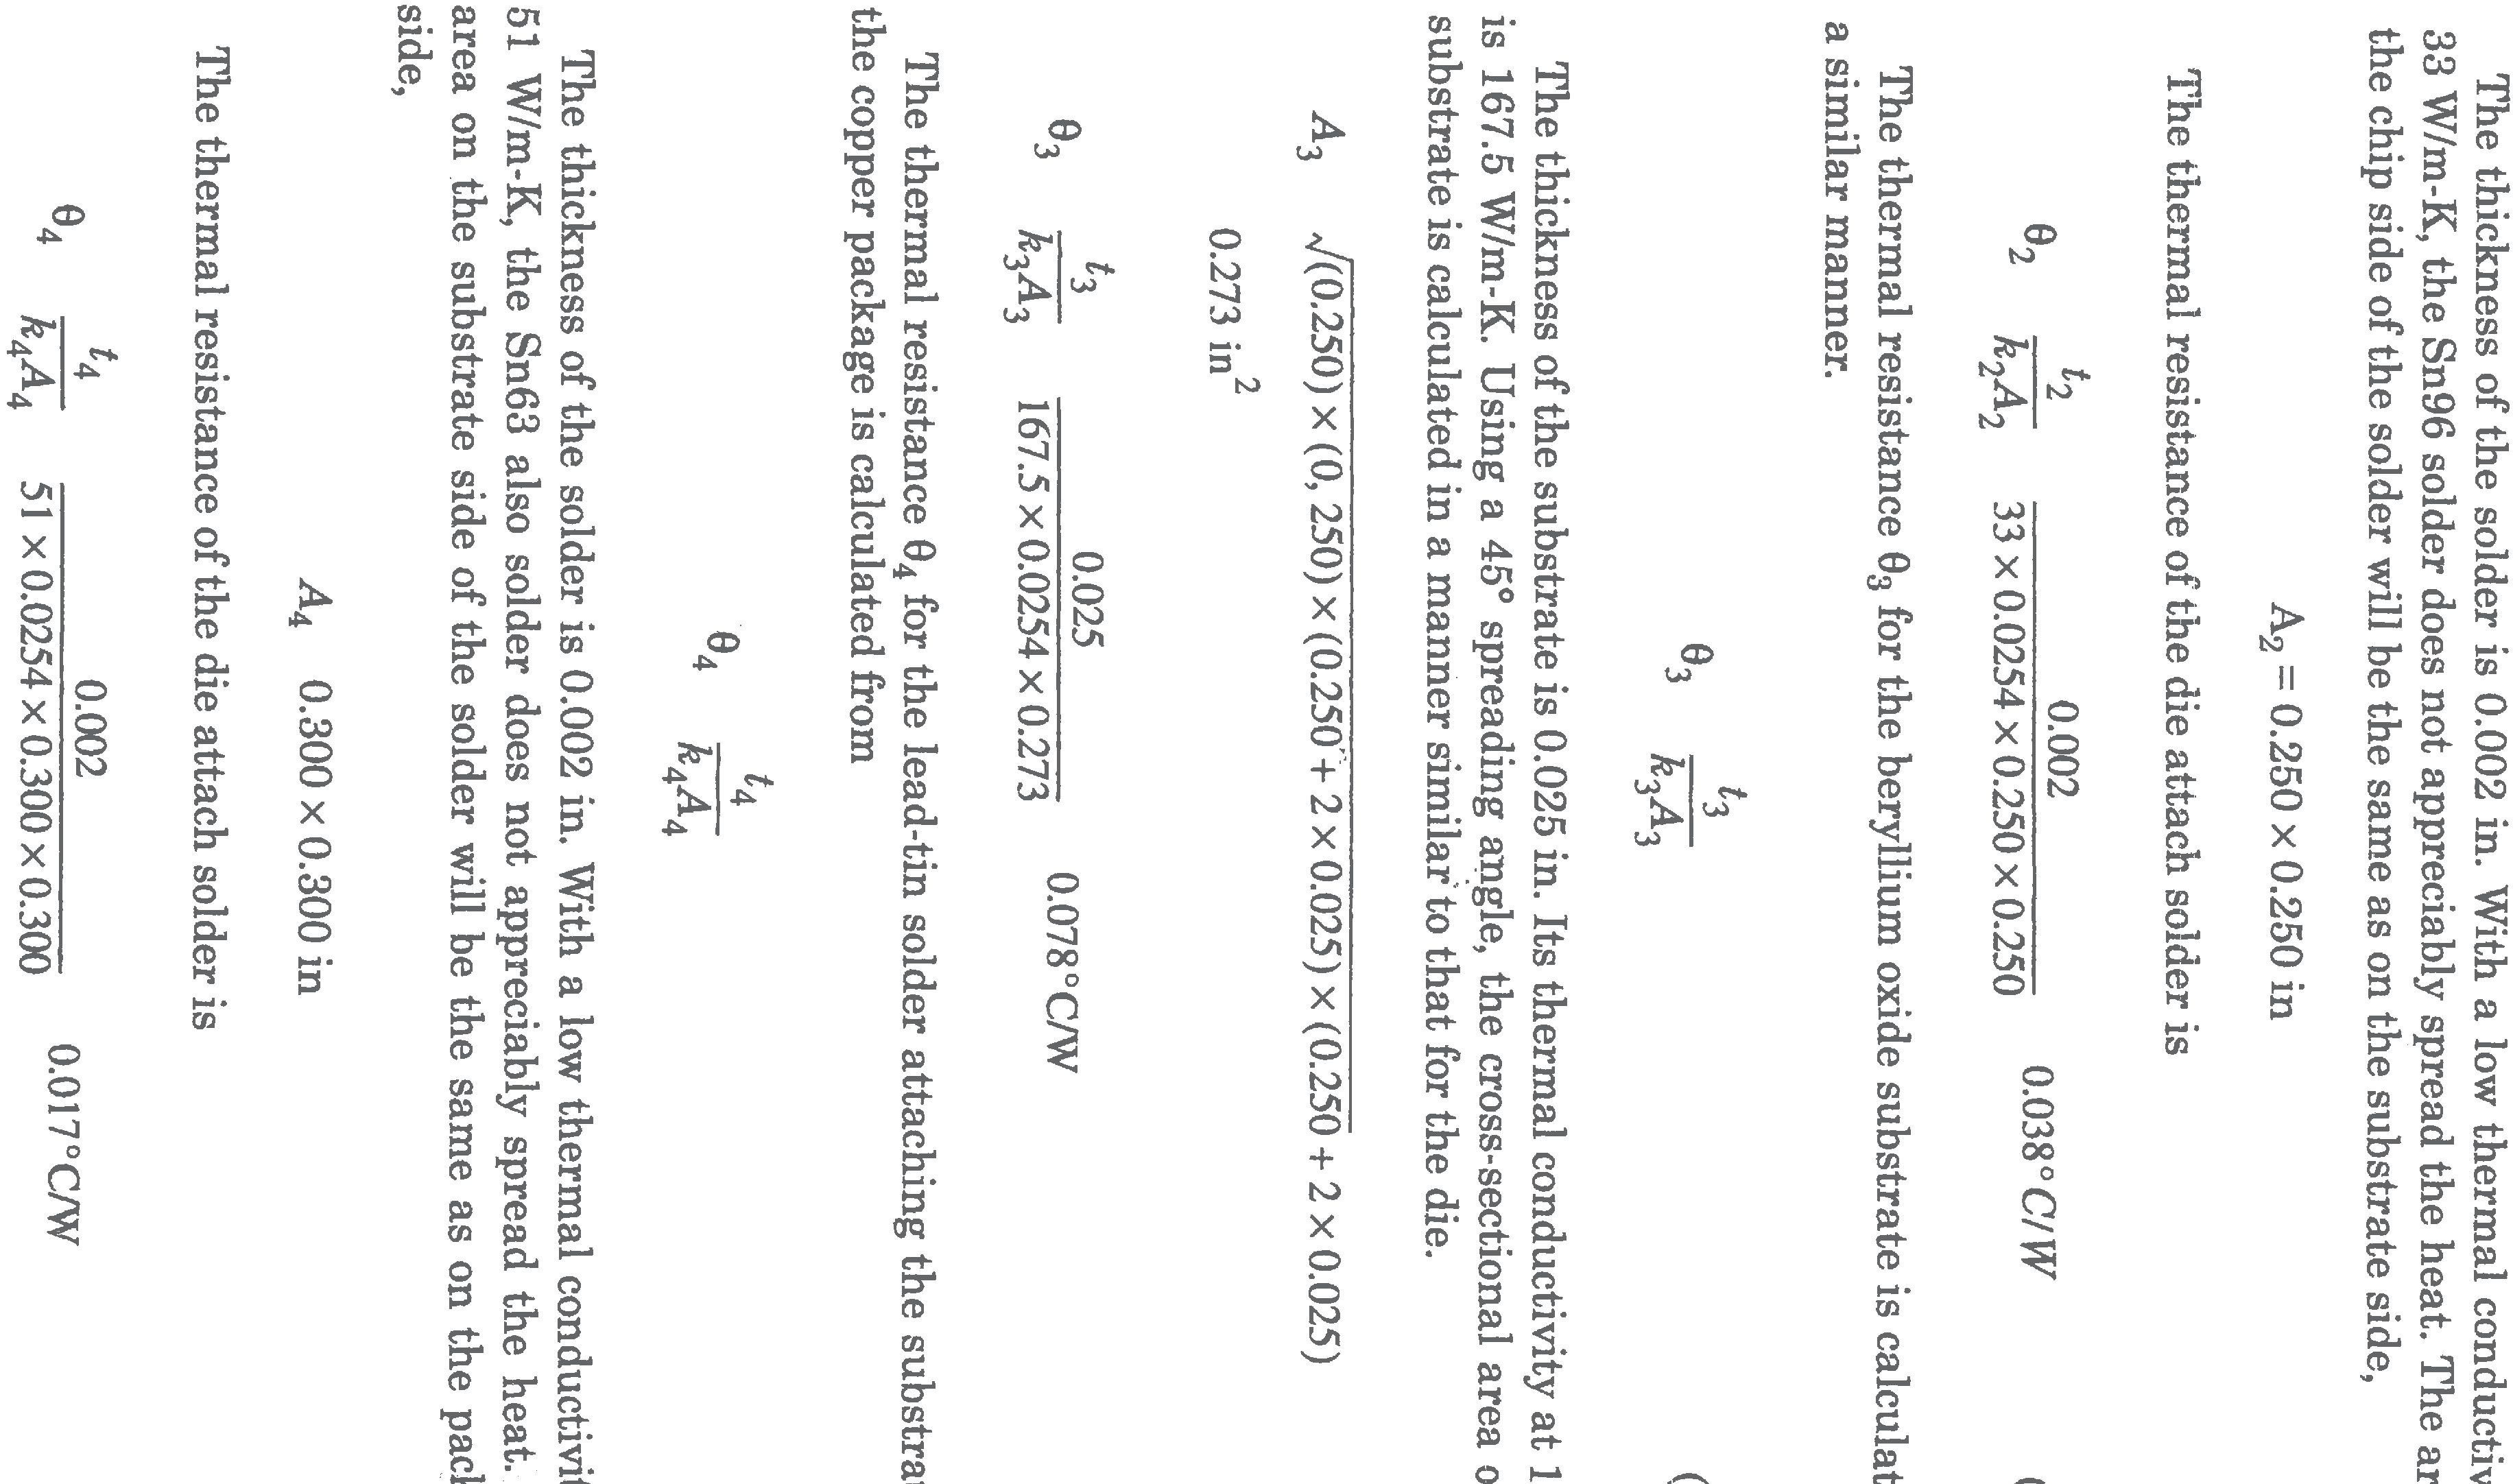 The thickness of the solder is 0.002 in. With a low thermal conductiv
33 W/m-K, the Sn96 solder does not appreciably spread the heat. The ar
the chip side of the solder will be the same as on the substrate side,
A₂ = 0.250 × 0.250 in
The thermal resistance of the die attach solder is
θ₂ t₂/k₂A₂ 0.002/33 × 0.0254 × 0.250 × 0.250 0.038°C/W
The thermal resistance θ₃ for the beryllium oxide substrate is calculat
a similar manner.
θ₃ t₃/k₃A₃
The thickness of the substrate is 0.025 in. Its thermal conductivity at 1
is 167.5 W/m-K. Using a 45° spreading angle, the cross-sectional area o
substrate is calculated in a manner similar to that for the die.
A₃ √(0.250) × (0, 250) × (0.250 + 2 × 0.025) × (0.250 + 2 × 0.025)
0.273 in²
θ₃ t₃/k₃A₃ 0.025/167.5 × 0.0254 × 0.273 0.078°C/W
The thermal resistance θ₄ for the lead-tin solder attaching the substra
the copper package is calculated from
θ₄ t₄/k₄A₄
The thickness of the solder is 0.002 in. With a low thermal conductivit
51 W/m-K, the Sn63 also solder does not appreciably spread the heat.
area on the substrate side of the solder will be the same as on the pack
side,
A₄ 0.300 × 0.300 in
The thermal resistance of the die attach solder is
θ₄ t₄/k₄A₄ 0.002/51 × 0.0254 × 0.300 × 0.300 0.017°C/W